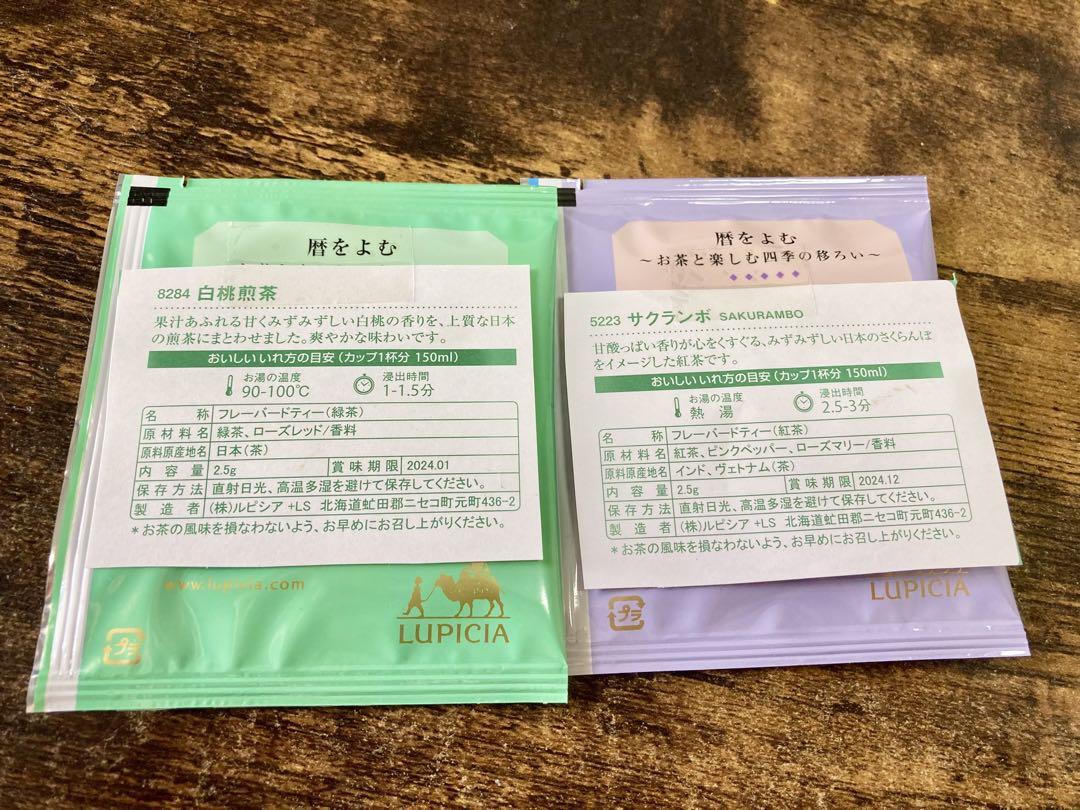 暦をよむ
8284 白桃煎茶
果汁あふれる甘くみずみずしい白桃の香りを、上質な日本
の煎茶にまとわせました。爽やかな味わいです。
おいしいいれ方の目安(カップ1杯分 150ml)
お湯の温度
90-100℃
浸出時間
1-1.5分
名称 フレーバードティー(緑茶)
原材料名 緑茶、ローズレッド/香料
原料原産地名 日本(茶)
内容量 2.5g 賞味期限 2024.01
保存方法 直射日光、高温多湿を避けて保存してください。
製造者 (株)ルピシア +LS 北海道虻田郡ニセコ町元町436-2
*お茶の風味を損なわないよう、お早めにお召し上がりください。
www.lupicia.com
プラ
LUPICIA
暦をよむ
~お茶と楽しむ四季の移ろい~
5223 サクランボ SAKURAMBO
甘酸っぱい香りが心をくすぐる、みずみずしい日本のさくらんぼ
をイメージした紅茶です。
おいしいいれ方の目安(カップ1杯分 150ml)
お湯の温度
熱湯
浸出時間
2.5-3分
名称 フレーバードティー(紅茶)
原材料名 紅茶、ピンクペッパー、ローズマリー/香料
原料原産地名 インド、ヴェトナム(茶)
内容量 2.5g 賞味期限 2024.12
保存方法 直射日光、高温多湿を避けて保存してください。
製造者 (株)ルピシア +LS 北海道虻田郡ニセコ町元町436-2
*お茶の風味を損なわないよう、お早めにお召し上がりください。
プラ
LUPICIA